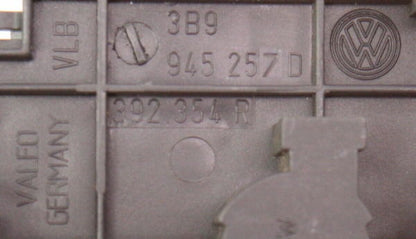 VLB
3B9
945 257 D
392 354 R
VALEO
GERMANY